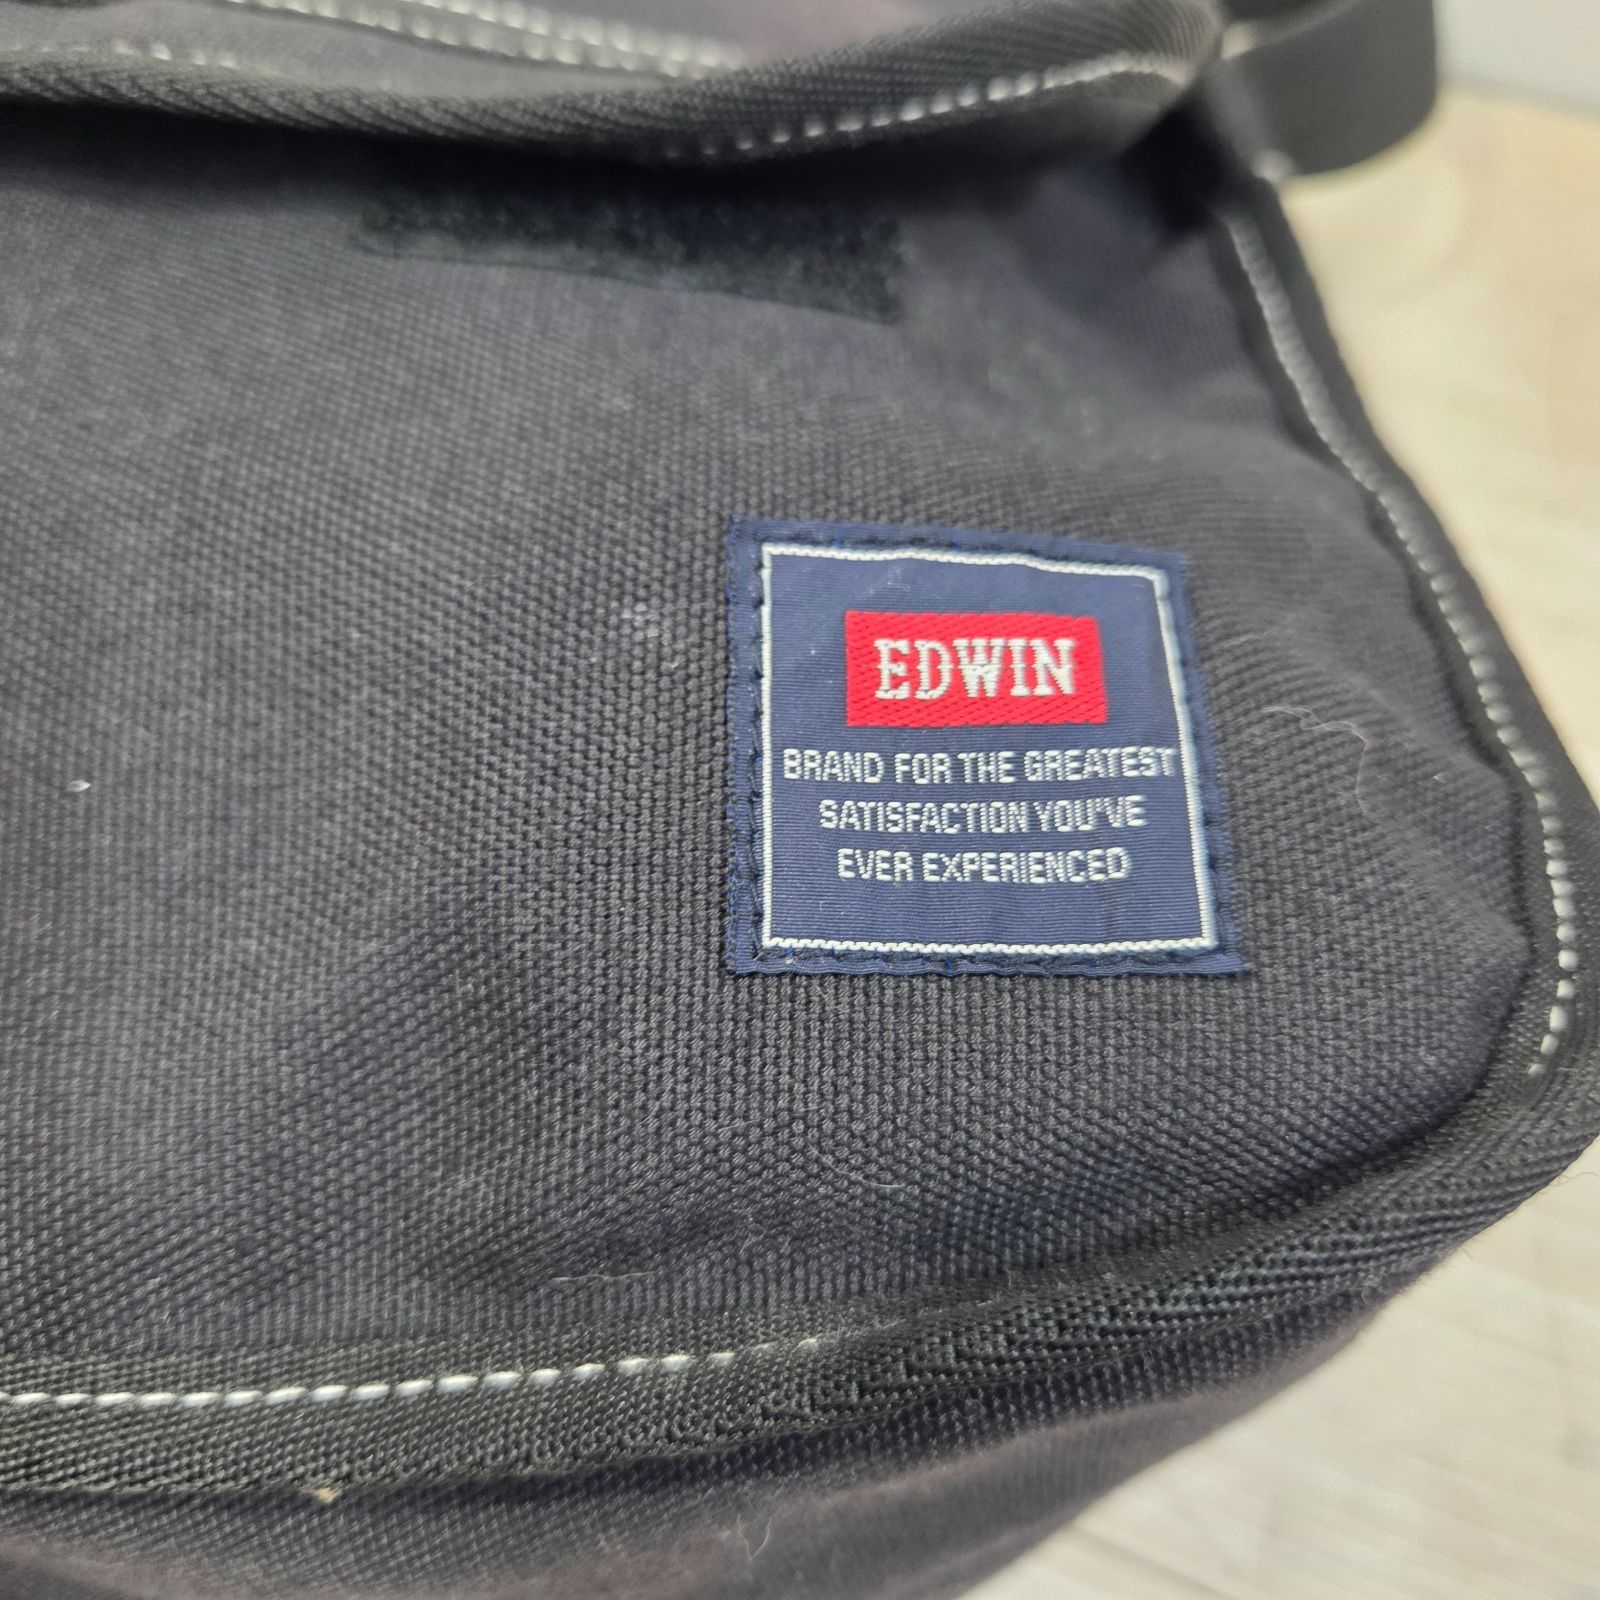 EDWIN
BRAND FOR THE GREATEST
SATISFACTION YOU'VE
EVER EXPERIENCED